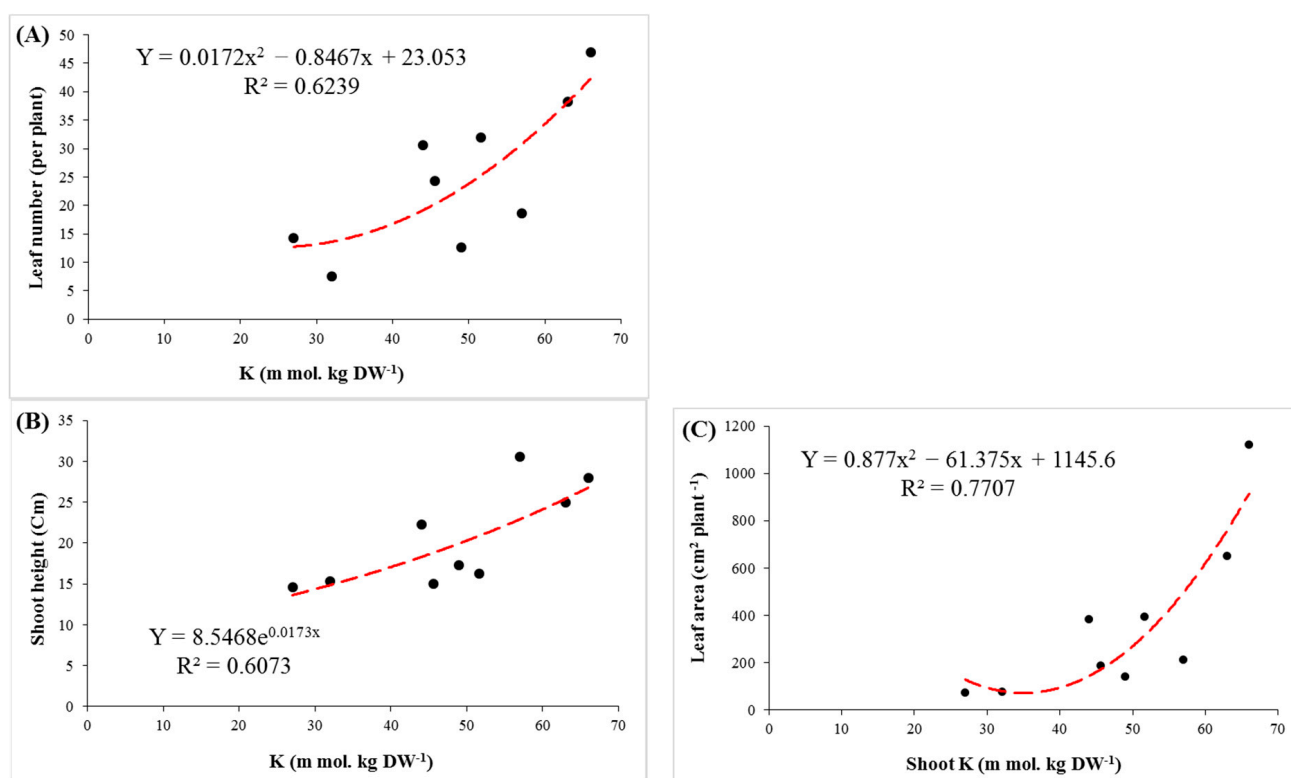 (A)
Y = 0.0172x² − 0.8467x + 23.053
R² = 0.6239
Leaf number (per plant)
50
45
40
35
30
25
20
15
10
5
0
0 10 20 30 40 50 60 70
K (m mol. kg DW⁻¹)
(B)
Shoot height (Cm)
35
30
25
20
15
10
5
0
Y = 8.5468e^0.0173x
R² = 0.6073
0 10 20 30 40 50 60 70
K (m mol. kg DW⁻¹)
(C)
Y = 0.877x² − 61.375x + 1145.6
R² = 0.7707
Leaf area (cm² plant ⁻¹)
1200
1000
800
600
400
200
0
0 10 20 30 40 50 60 70
Shoot K (m mol. kg DW⁻¹)